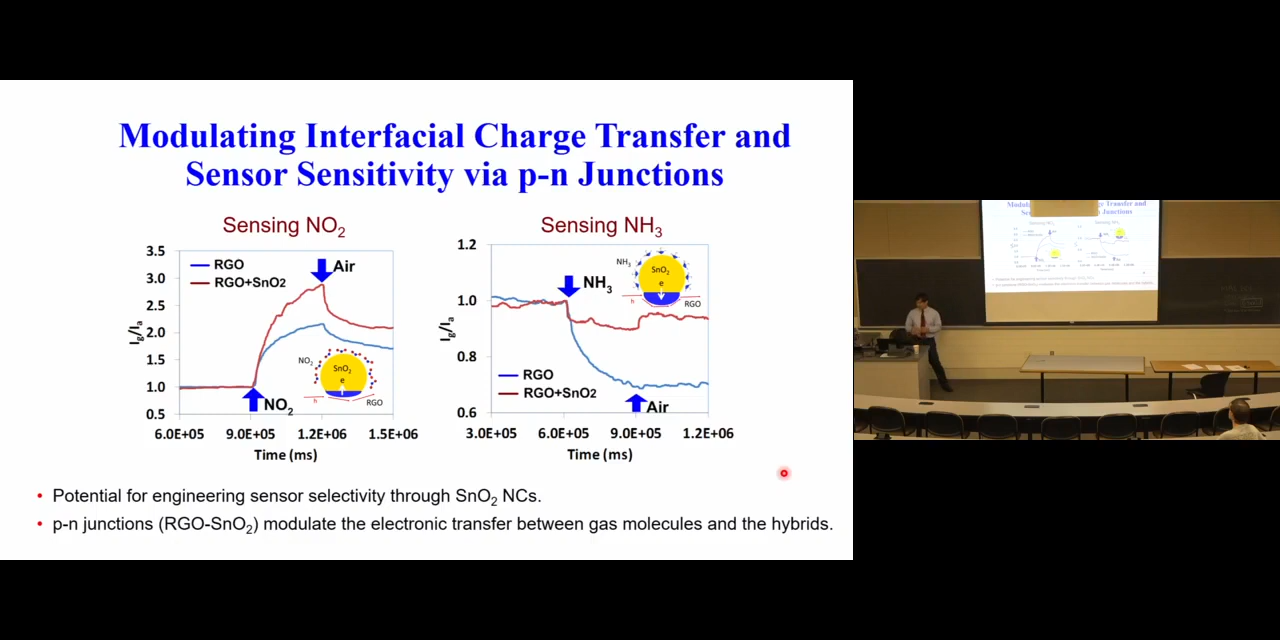 Modulating Interfacial Charge Transfer and
Sensor Sensitivity via p-n Junctions
Sensing NO₂
3.5
3.0
2.5
2.0
1.5
1.0
0.5
I₉/Iₐ
RGO
RGO+SnO2
Air
NO₂
NO₂
SnO₂
e
h
RGO
6.0E+05 9.0E+05 1.2E+06 1.5E+06
Time (ms)
Sensing NH₃
1.2
1.0
0.8
0.6
I₉/Iₐ
NH₃
NH₃
SnO₂
e
h
RGO
RGO
RGO+SnO2
Air
3.0E+05 6.0E+05 9.0E+05 1.2E+06
Time (ms)
• Potential for engineering sensor selectivity through SnO₂ NCs.
• p-n junctions (RGO-SnO₂) modulate the electronic transfer between gas molecules and the hybrids.